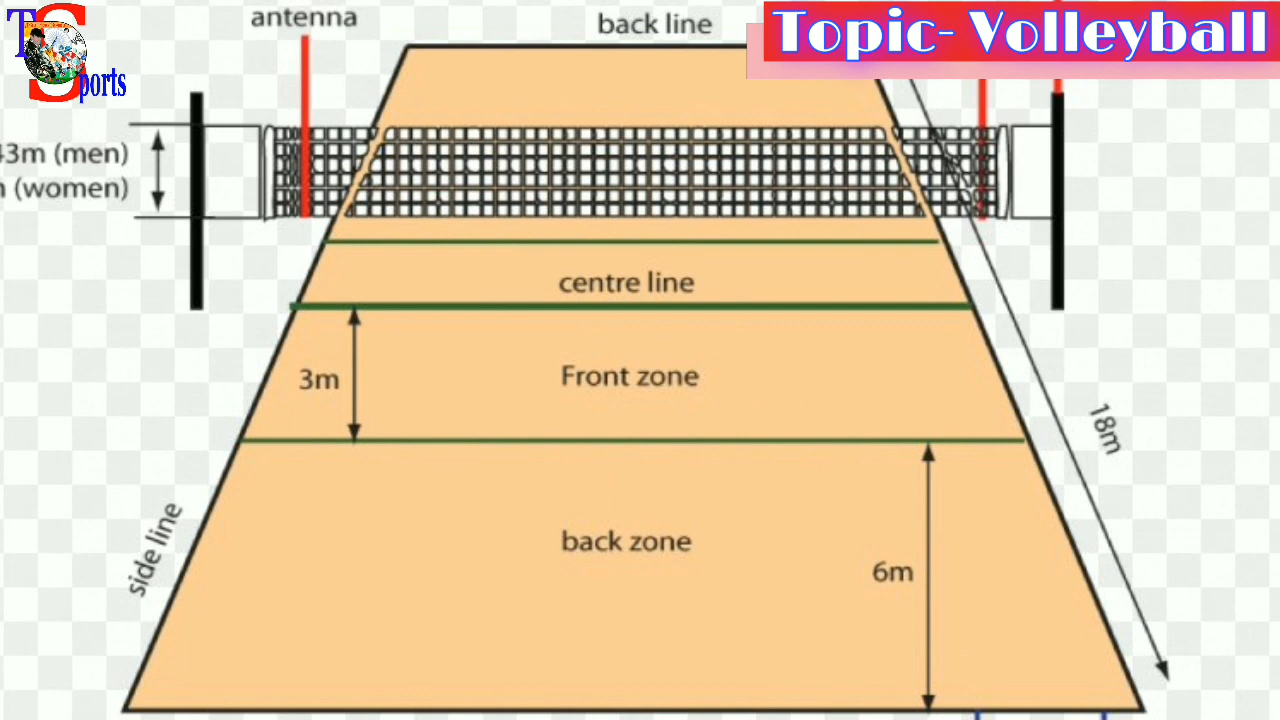 antenna
back line
Topic- Volleyball
TS
ports
43m (men)
(women)
centre line
3m
Front zone
18m
side line
back zone
6m